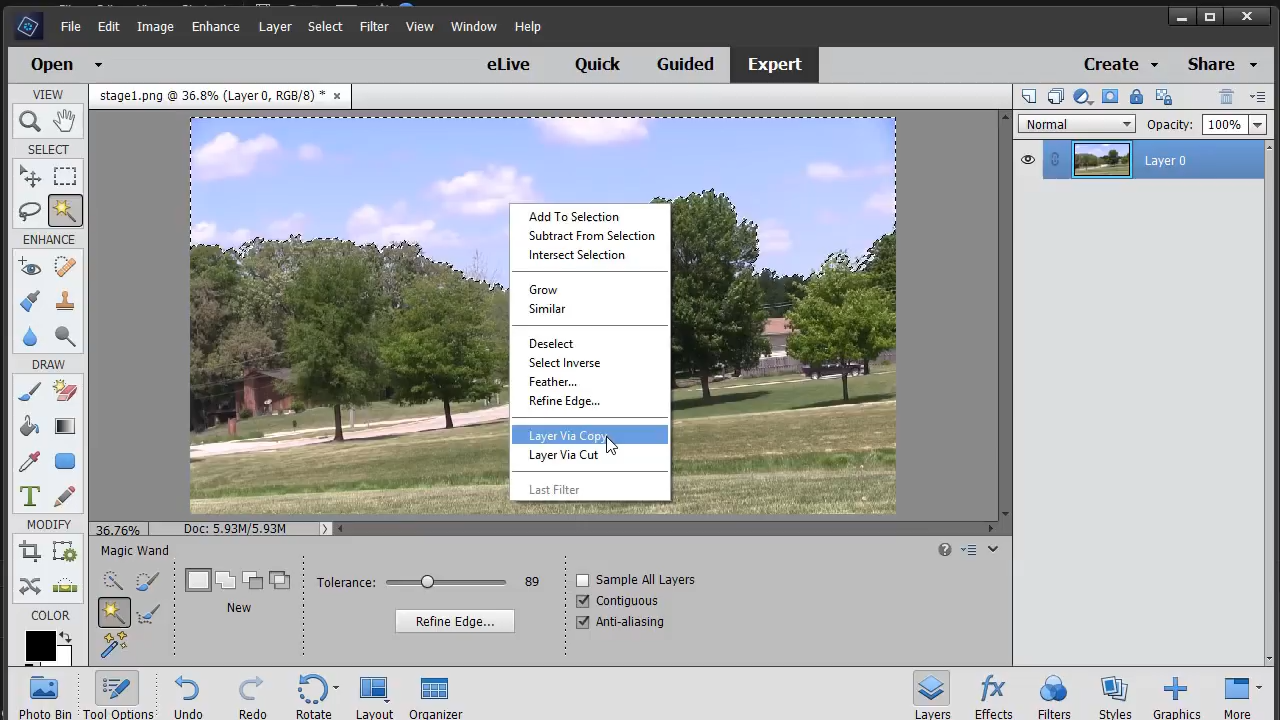 File Edit Image Enhance Layer Select Filter View Window Help
Open eLive Quick Guided Expert Create Share
VIEW
stage1.png @ 36.8% (Layer 0, RGB/8) * ×
Normal Opacity: 100%
SELECT
Layer 0
ENHANCE
DRAW
MODIFY
COLOR
Add To Selection
Subtract From Selection
Intersect Selection
Grow
Similar
Deselect
Select Inverse
Feather...
Refine Edge...
Layer Via Copy
Layer Via Cut
Last Filter
36.76% Doc: 5.93M/5.93M
Magic Wand
Tolerance: 89
New
Refine Edge...
Sample All Layers
Contiguous
Anti-aliasing
Photo Bin Tool Options Undo Redo Rotate Layout Organizer Layers Effects Filters Styles Graphics More